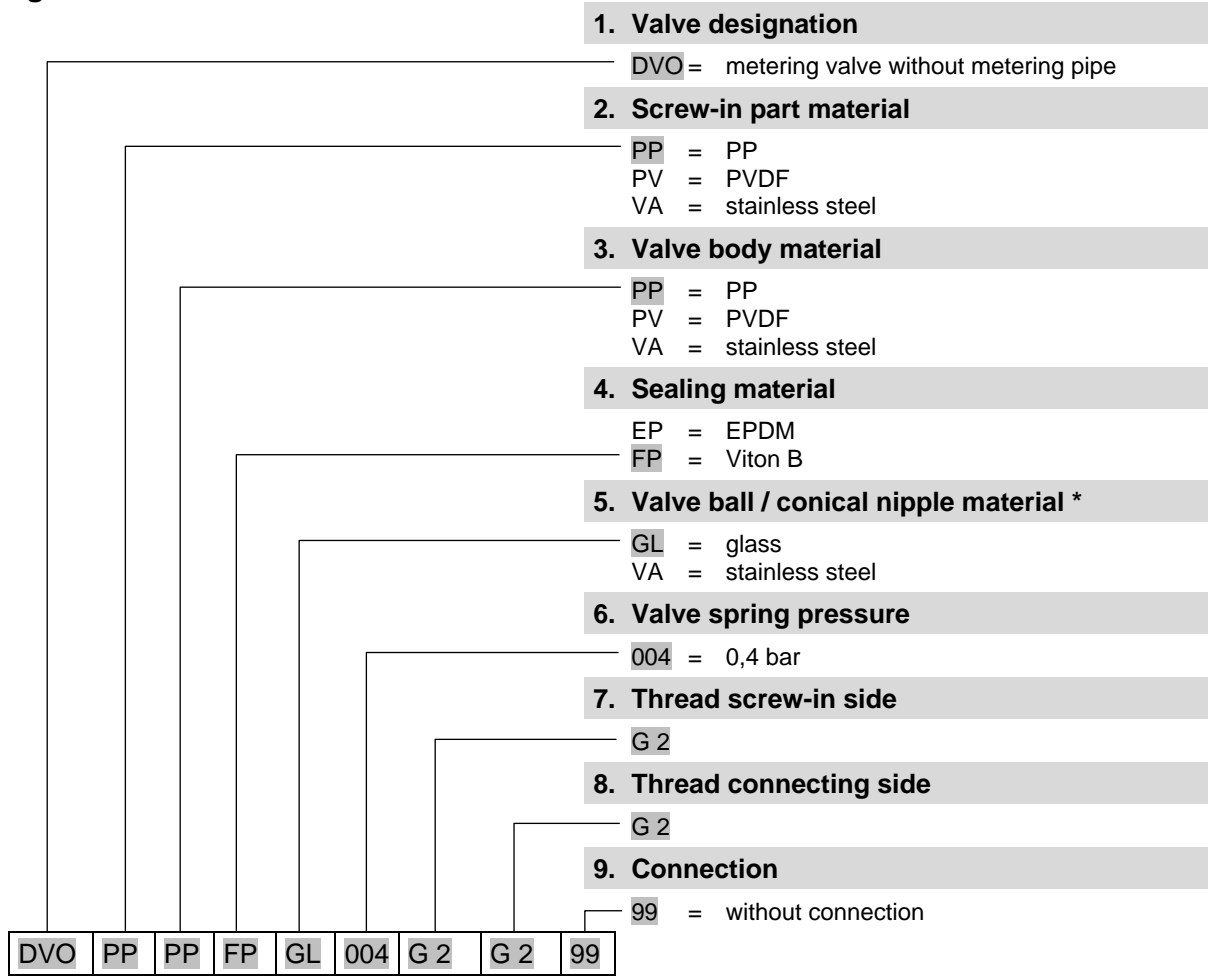 1. Valve designation
DVO = metering valve without metering pipe
2. Screw-in part material
PP = PP
PV = PVDF
VA = stainless steel
3. Valve body material
PP = PP
PV = PVDF
VA = stainless steel
4. Sealing material
EP = EPDM
FP = Viton B
5. Valve ball / conical nipple material *
GL = glass
VA = stainless steel
6. Valve spring pressure
004 = 0,4 bar
7. Thread screw-in side
G 2
8. Thread connecting side
G 2
9. Connection
99 = without connection
DVO PP PP FP GL 004 G 2 G 2 99